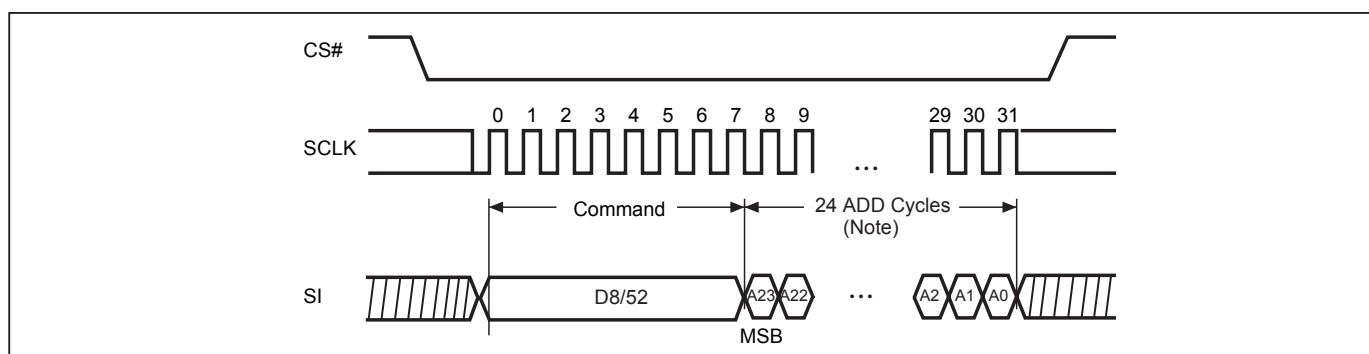 CS#
0 1 2 3 4 5 6 7 8 9 29 30 31
SCLK
...
Command
24 ADD Cycles
(Note)
SI
D8/52
A23 A22 ... A2 A1 A0
MSB